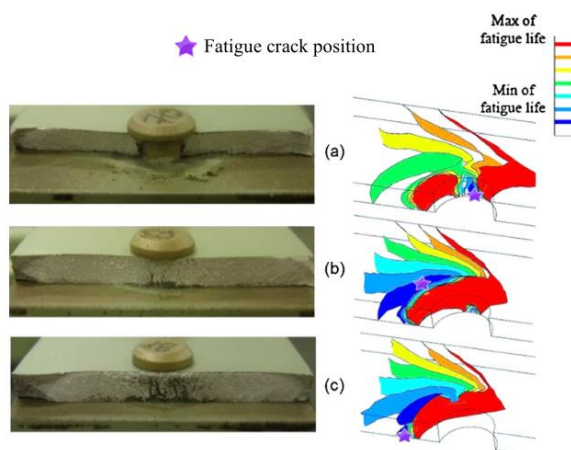 Max of
fatigue life
Fatigue crack position
Min of
fatigue life
(a)
(b)
(c)